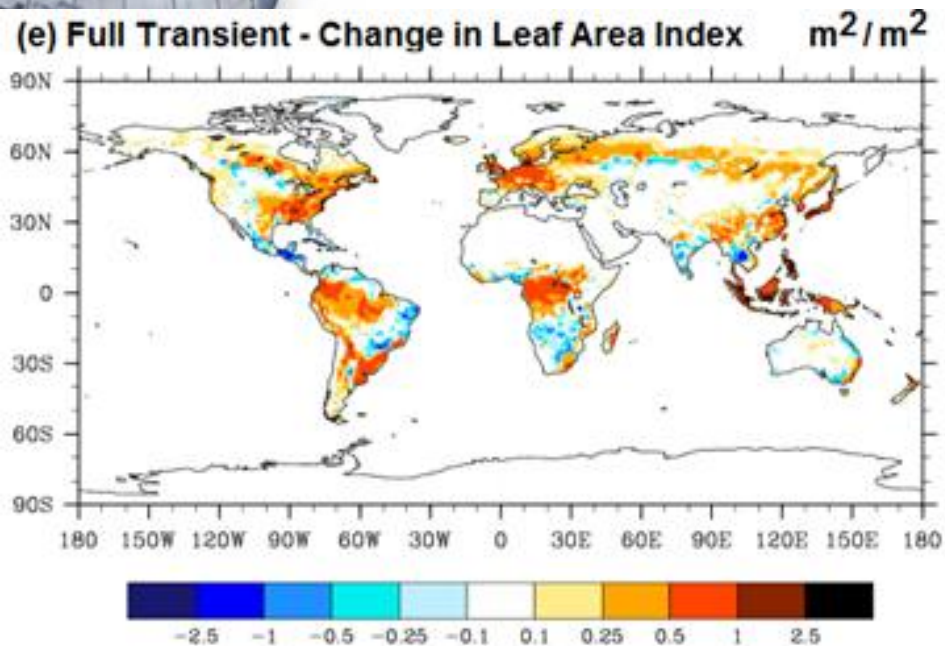 (e) Full Transient - Change in Leaf Area Index m²/m²
90N
60N
30N
0
30S
60S
90S
180 150W 120W 90W 60W 30W 0 30E 60E 90E 120E 150E 180
-2.5 -1 -0.5 -0.25 -0.1 0.1 0.25 0.5 1 2.5